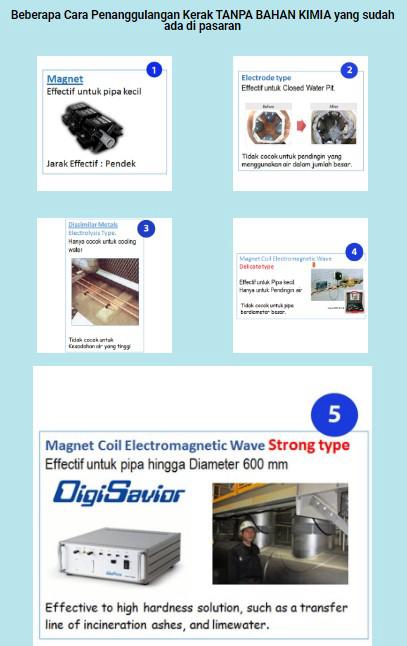 Beberapa Cara Penanggulangan Kerak TANPA BAHAN KIMIA yang sudah
ada di pasaran
1
Magnet
Effectif untuk pipa kecil
Jarak Effectif : Pendek
2
Electrode type
Effectif untuk Closed Water Pit.
Before
After
Tidak cocok untuk pendingin yang
menggunakan air dalam jumlah besar.
3
Dissimilar Metals
Electrolysis Type.
Hanya cocok untuk cooling
water
Tidak cocok untuk
Kesadahan air yang tinggi
4
Magnet Coil Electromagnetic Wave
Delicate type
Effectif untuk Pipa kecil
Hanya untuk Pendingin air
Tidak cocok untuk pipa
berdiameter besar.
5
Magnet Coil Electromagnetic Wave Strong type
Effectif untuk pipa hingga Diameter 600 mm
DigiSavior
Effective to high hardness solution, such as a transfer
line of incineration ashes, and limewater.